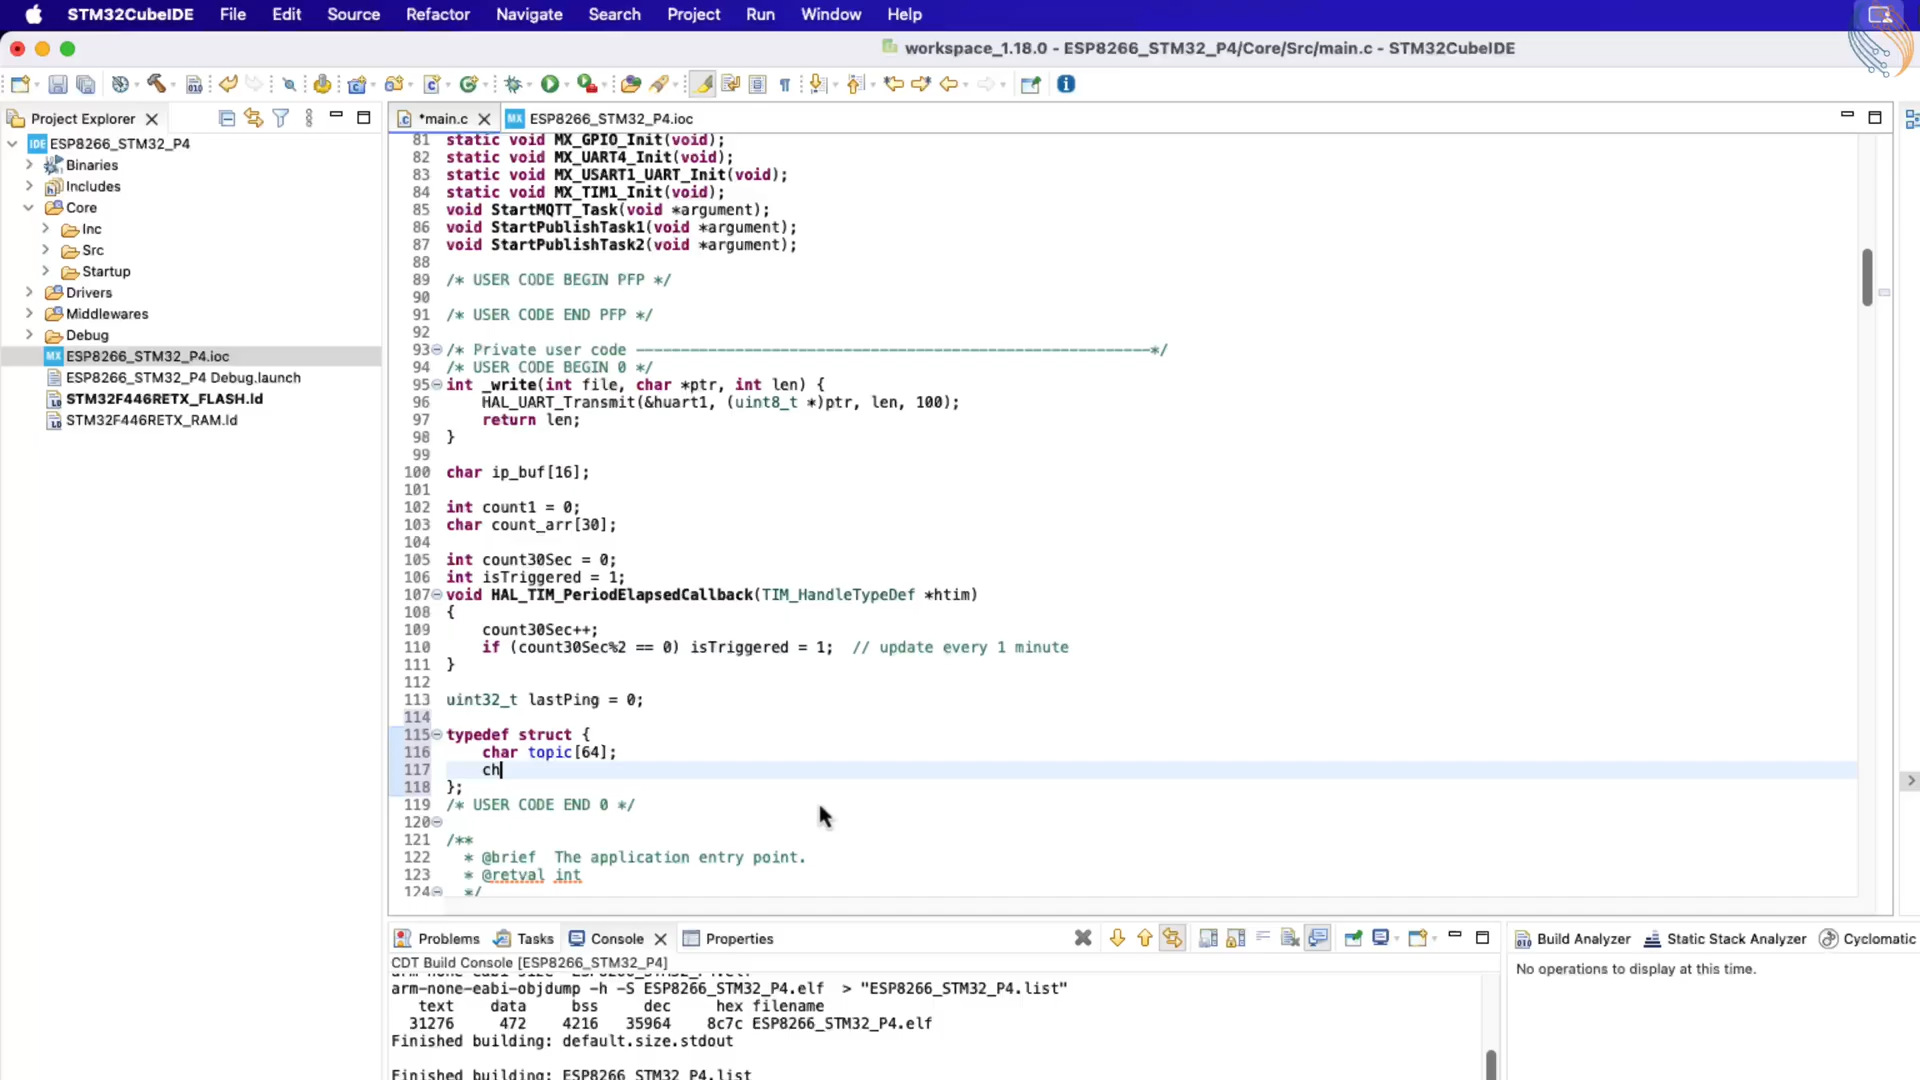 STM32CubeIDE File Edit Source Refactor Navigate Search Project Run Window Help
workspace_1.18.0 - ESP8266_STM32_P4/Core/Src/main.c - STM32CubeIDE
Project Explorer
IDE ESP8266_STM32_P4
Binaries
Includes
Core
Inc
Src
Startup
Drivers
Middlewares
Debug
MX ESP8266_STM32_P4.ioc
ESP8266_STM32_P4 Debug.launch
STM32F446RETX_FLASH.ld
STM32F446RETX_RAM.ld
*main.c MX ESP8266_STM32_P4.ioc
81 static void MX_GPIO_Init(void);
82 static void MX_UART4_Init(void);
83 static void MX_USART1_UART_Init(void);
84 static void MX_TIM1_Init(void);
85 void StartMQTT_Task(void *argument);
86 void StartPublishTask1(void *argument);
87 void StartPublishTask2(void *argument);
88
89 /* USER CODE BEGIN PFP */
90
91 /* USER CODE END PFP */
92
93 /* Private user code ---------------------------------------------------------*/
94 /* USER CODE BEGIN 0 */
95 int _write(int file, char *ptr, int len) {
96 HAL_UART_Transmit(&huart1, (uint8_t *)ptr, len, 100);
97 return len;
98 }
99
100 char ip_buf[16];
101
102 int count1 = 0;
103 char count_arr[30];
104
105 int count30Sec = 0;
106 int isTriggered = 1;
107 void HAL_TIM_PeriodElapsedCallback(TIM_HandleTypeDef *htim)
108 {
109 count30Sec++;
110 if (count30Sec%2 == 0) isTriggered = 1; // update every 1 minute
111 }
112
113 uint32_t lastPing = 0;
114
115 typedef struct {
116 char topic[64];
117 ch
118 };
119 /* USER CODE END 0 */
120
121 /**
122 * @brief The application entry point.
123 * @retval int
124 */
Problems Tasks Console Properties
CDT Build Console [ESP8266_STM32_P4]
arm-none-eabi-size ESP8266_STM32_P4.elf
arm-none-eabi-objdump -h -S ESP8266_STM32_P4.elf > "ESP8266_STM32_P4.list"
text data bss dec hex filename
31276 472 4216 35964 8c7c ESP8266_STM32_P4.elf
Finished building: default.size.stdout
Finished building: ESP8266_STM32_P4.list
Build Analyzer Static Stack Analyzer Cyclomatic
No operations to display at this time.